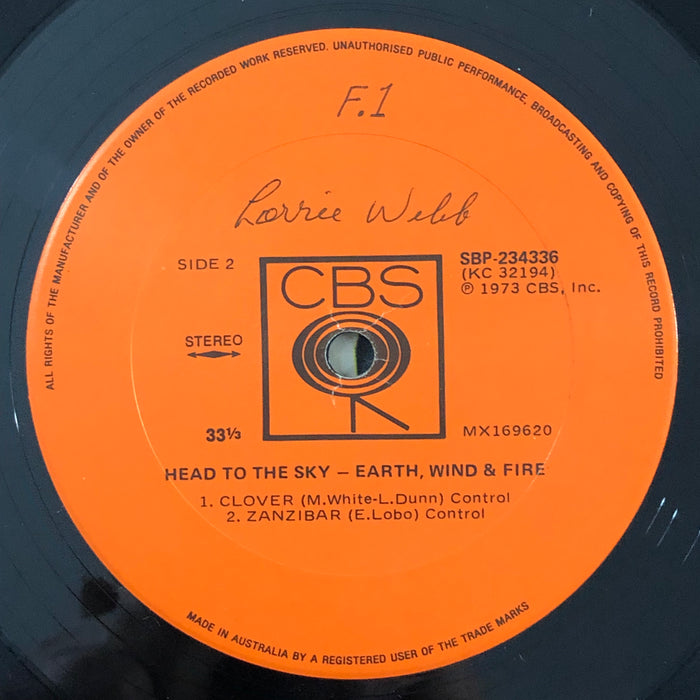 ALL RIGHTS OF THE MANUFACTURER AND OF THE OWNER OF THE RECORDED WORK RESERVED. UNAUTHORISED PUBLIC PERFORMANCE, BROADCASTING AND COPYING OF THIS RECORD PROHIBITED
F.1
Lorrie Webb
SIDE 2
CBS
SBP-234336
(KC 32194)
℗ 1973 CBS, Inc.
STEREO
33⅓
MX169620
HEAD TO THE SKY – EARTH, WIND & FIRE
1. CLOVER (M.White-L.Dunn) Control
2. ZANZIBAR (E.Lobo) Control
MADE IN AUSTRALIA BY A REGISTERED USER OF THE TRADE MARKS